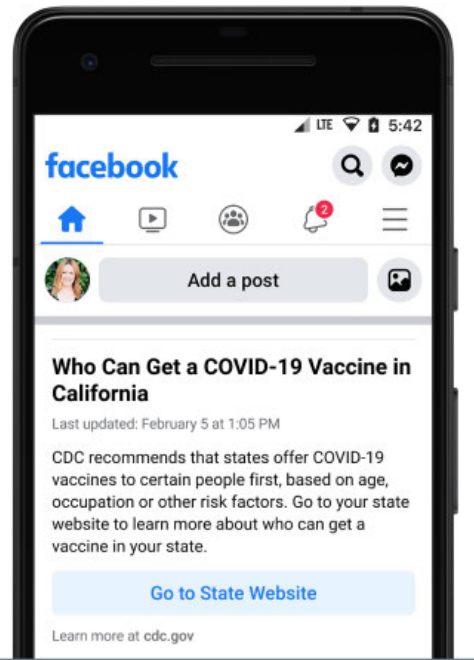 LTE 5:42
facebook
2
Add a post
Who Can Get a COVID-19 Vaccine in
California
Last updated: February 5 at 1:05 PM
CDC recommends that states offer COVID-19
vaccines to certain people first, based on age,
occupation or other risk factors. Go to your state
website to learn more about who can get a
vaccine in your state.
Go to State Website
Learn more at cdc.gov